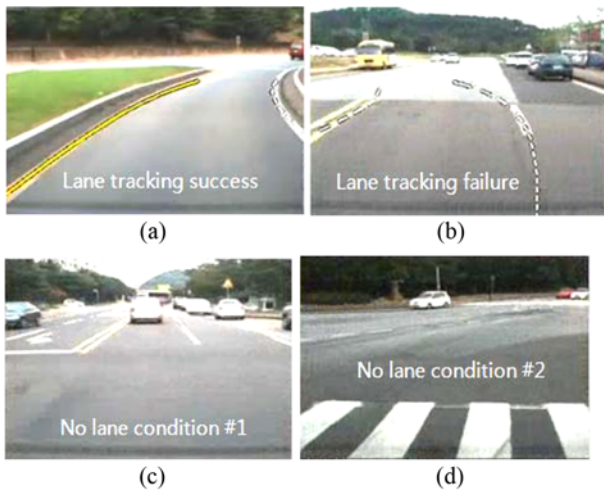 Lane tracking success
Lane tracking failure
(a)
(b)
No lane condition #1
No lane condition #2
(c)
(d)